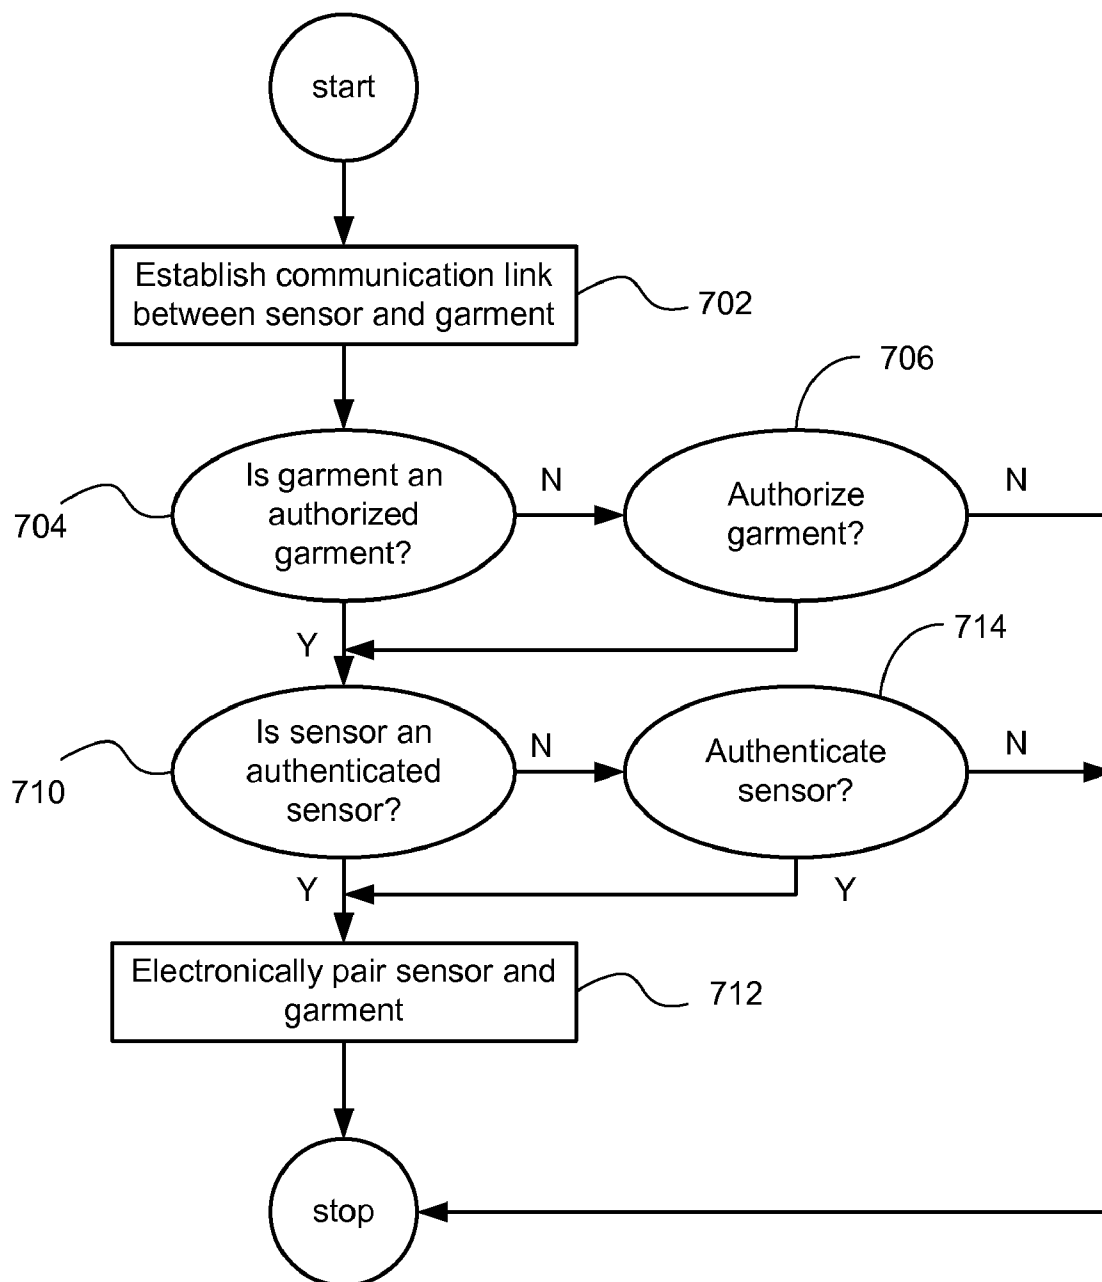 start
Establish communication link
between sensor and garment
702
706
Is garment an
authorized
garment?
N
Authorize
garment?
N
704
Y
714
Is sensor an
authenticated
sensor?
N
Authenticate
sensor?
N
710
Y
Y
Electronically pair sensor and
garment
712
stop